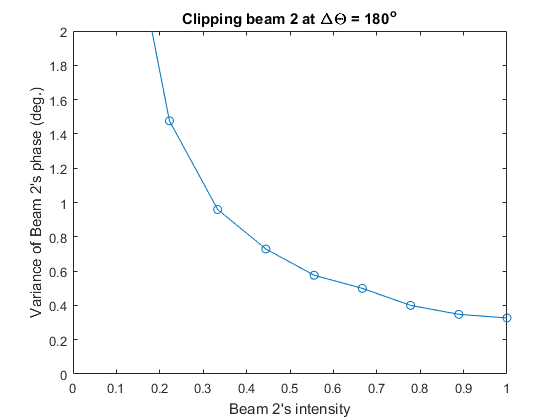 Clipping beam 2 at ΔΘ = 180°
Variance of Beam 2's phase (deg.)
2
1.8
1.6
1.4
1.2
1
0.8
0.6
0.4
0.2
0
0 0.1 0.2 0.3 0.4 0.5 0.6 0.7 0.8 0.9 1
Beam 2's intensity